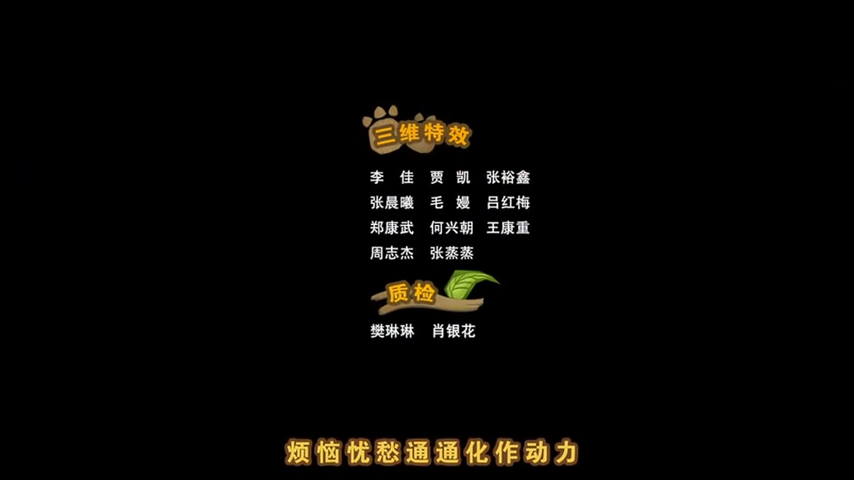 三维特效
李 佳 贾 凯 张裕鑫
张晨曦 毛 嫚 吕红梅
郑康武 何兴朝 王康重
周志杰 张蒸蒸
质检
樊琳琳 肖银花
烦恼忧愁通通化作动力